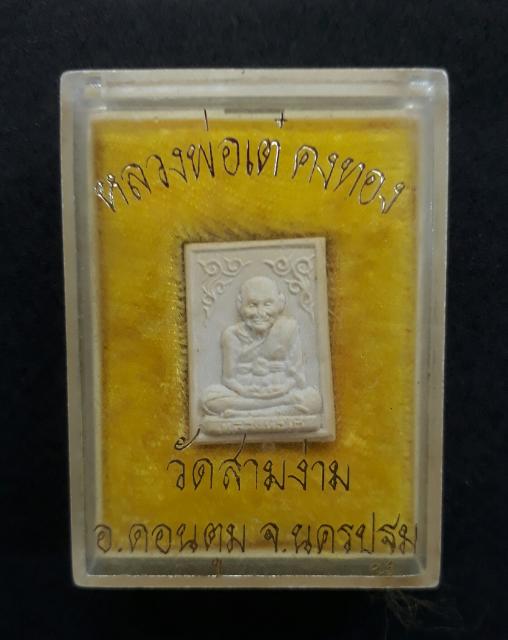 หลวงพ่อเต๋ คงทอง
วัดสามง่าม
อ.ดอนตูม จ.นครปฐม